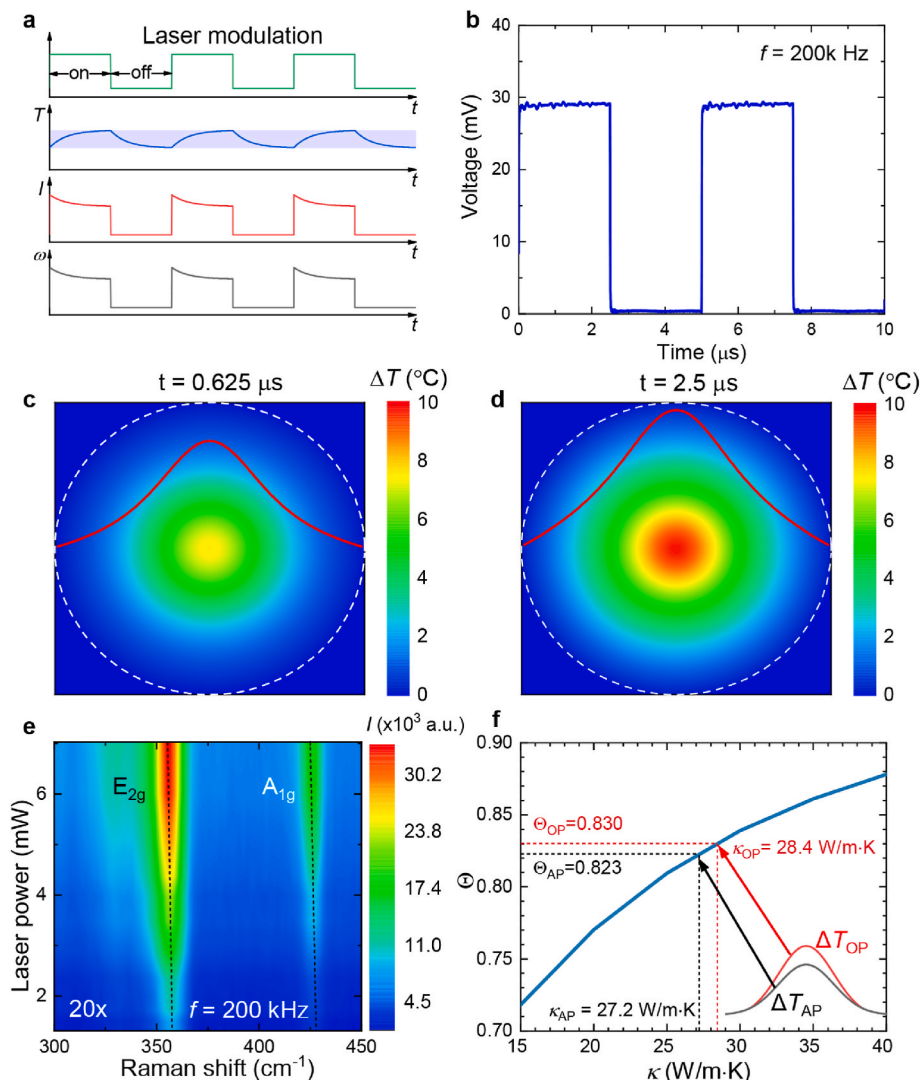 a
Laser modulation
on
off
t
T
t
I
t
ω
t
b
f = 200k Hz
40
30
20
10
0
Voltage (mV)
0
2
4
6
8
10
Time (μs)
c
t = 0.625 μs
ΔT (°C)
10
8
6
4
2
0
d
t = 2.5 μs
ΔT (°C)
10
8
6
4
2
0
e
I (x10³ a.u.)
E2g
A1g
6
4
2
Laser power (mW)
30.2
23.8
17.4
11.0
4.5
20x
f = 200 kHz
300
350
400
450
Raman shift (cm⁻¹)
f
0.90
0.85
0.80
0.75
0.70
Θ
ΘOP=0.830
κOP= 28.4 W/m·K
ΘAP=0.823
ΔTOP
ΔTAP
κAP = 27.2 W/m·K
15
20
25
30
35
40
κ (W/m·K)